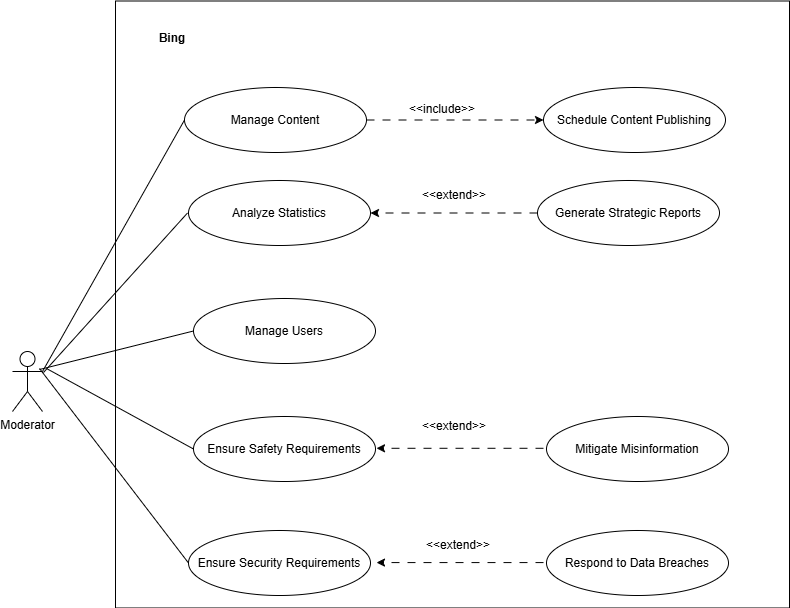 Bing
Manage Content
<<include>>
Schedule Content Publishing
Analyze Statistics
<<extend>>
Generate Strategic Reports
Manage Users
Moderator
Ensure Safety Requirements
<<extend>>
Mitigate Misinformation
Ensure Security Requirements
<<extend>>
Respond to Data Breaches